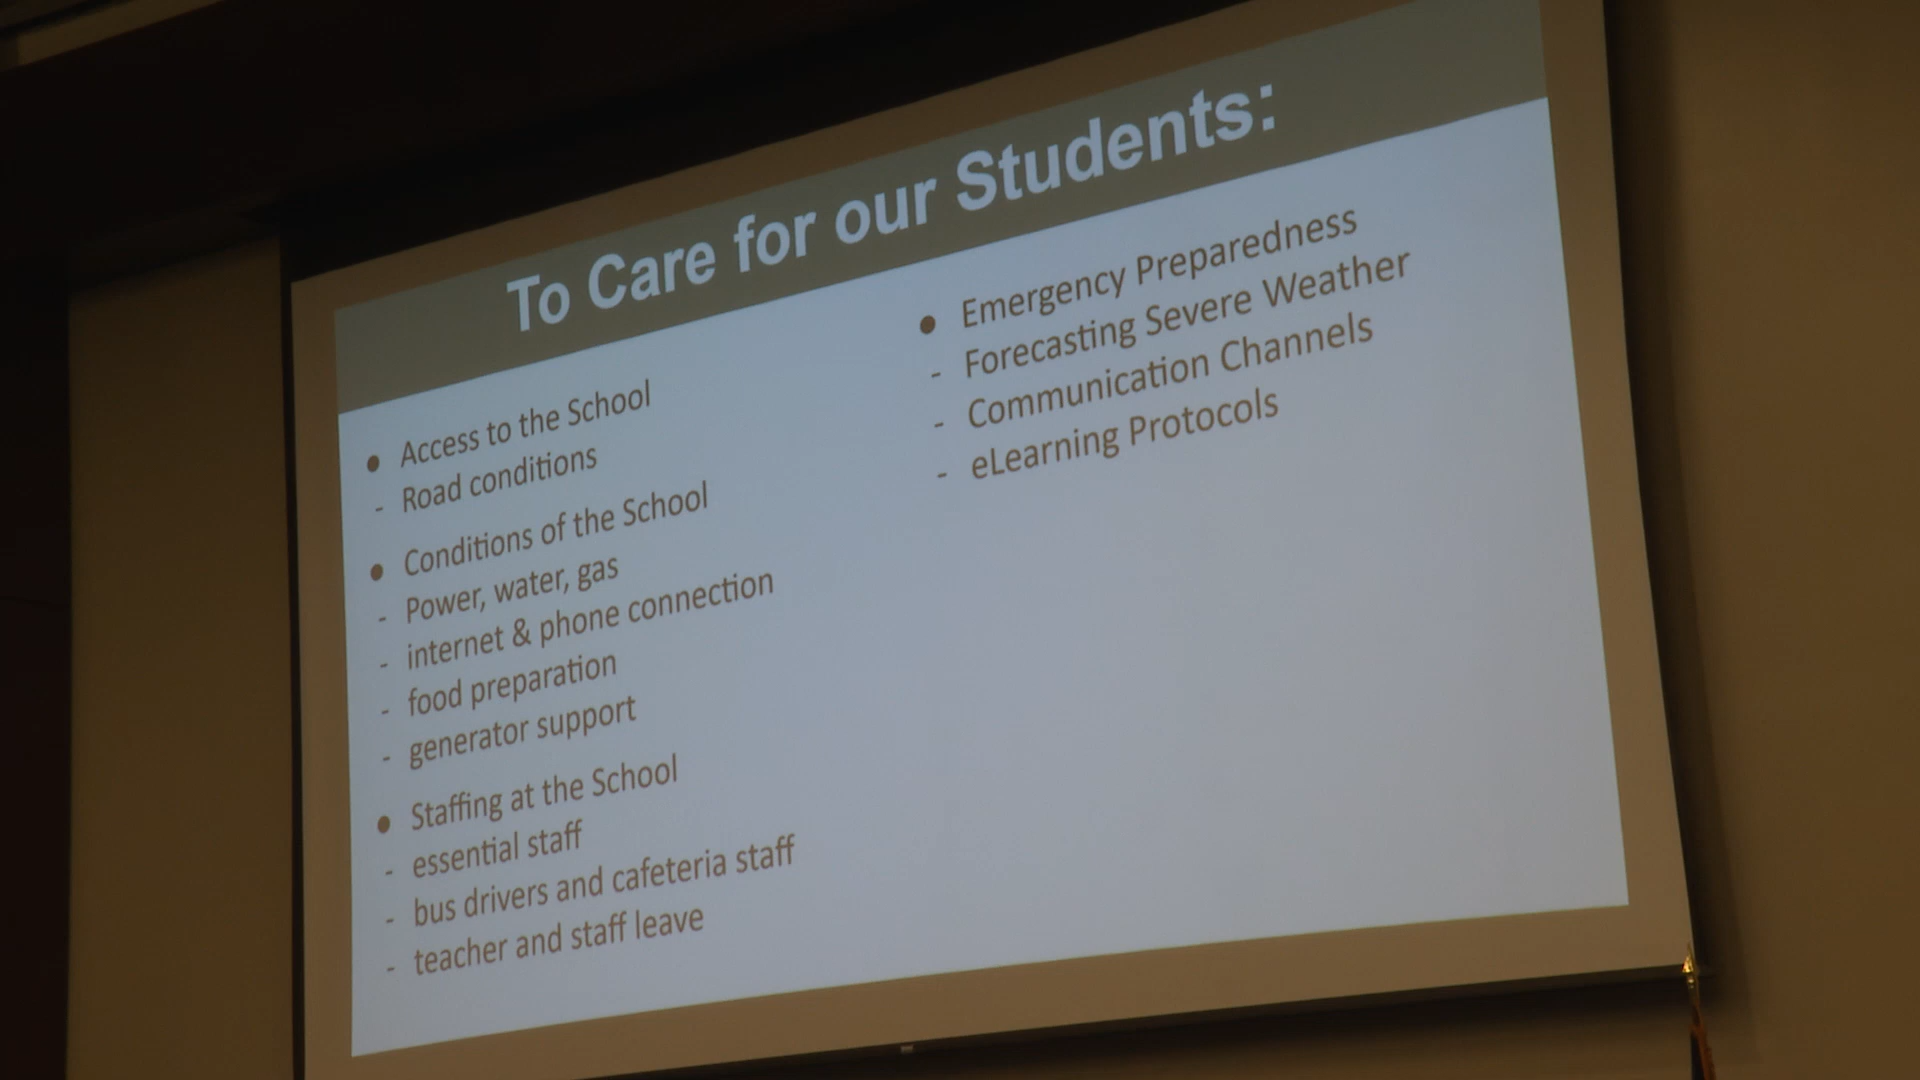 To Care for our Students:
● Access to the School
- Road conditions
● Conditions of the School
- Power, water, gas
- internet & phone connection
- food preparation
- generator support
● Staffing at the School
- essential staff
- bus drivers and cafeteria staff
- teacher and staff leave
● Emergency Preparedness
- Forecasting Severe Weather
- Communication Channels
- eLearning Protocols